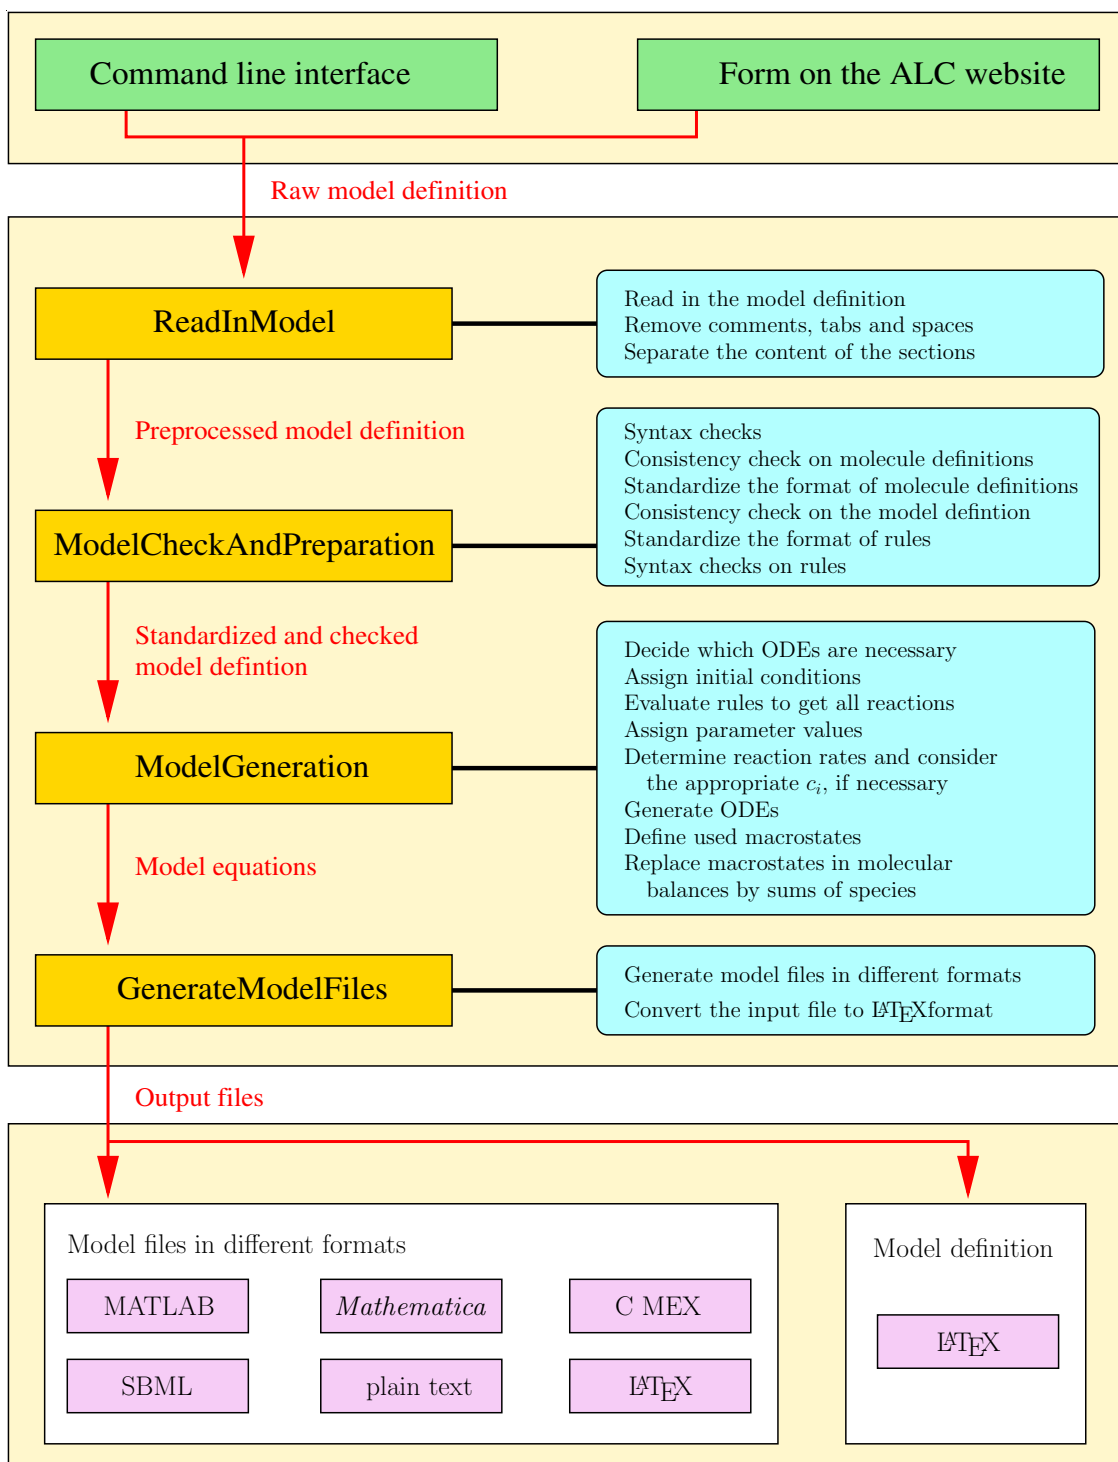 Command line interface
Form on the ALC website
Raw model definition
ReadInModel
Read in the model definition
Remove comments, tabs and spaces
Separate the content of the sections
Preprocessed model definition
Syntax checks
Consistency check on molecule definitions
Standardize the format of molecule definitions
Consistency check on the model defintion
Standardize the format of rules
Syntax checks on rules
ModelCheckAndPreparation
Standardized and checked
model defintion
Decide which ODEs are necessary
Assign initial conditions
Evaluate rules to get all reactions
Assign parameter values
Determine reaction rates and consider
the appropriate c_i, if necessary
Generate ODEs
Define used macrostates
Replace macrostates in molecular
balances by sums of species
ModelGeneration
Model equations
GenerateModelFiles
Generate model files in different formats
Convert the input file to LATEXformat
Output files
Model files in different formats
MATLAB
Mathematica
C MEX
SBML
plain text
LATEX
Model definition
LATEX